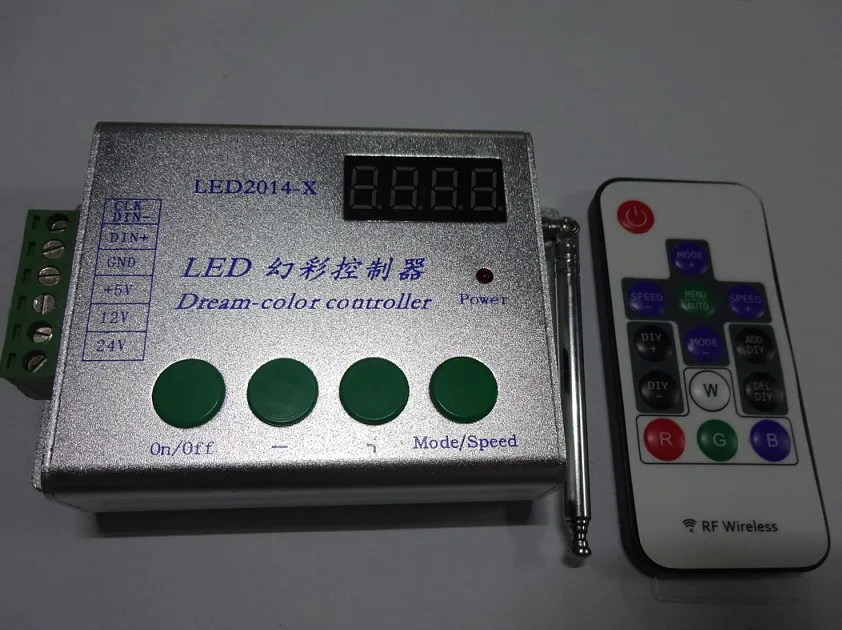 LED2014-X
CLK
DIN-
DIN+
GND
+5V
12V
24V
LED 幻彩控制器
Dream-color controller
Power
On/Off
—
┐
Mode/Speed
MODE
+
SPEED
-
MENU
AUTO
SPEED
+
DIY
+
MODE
-
ADD
DIY
DIY
-
W
DEL
DIY
R
G
B
RF Wireless